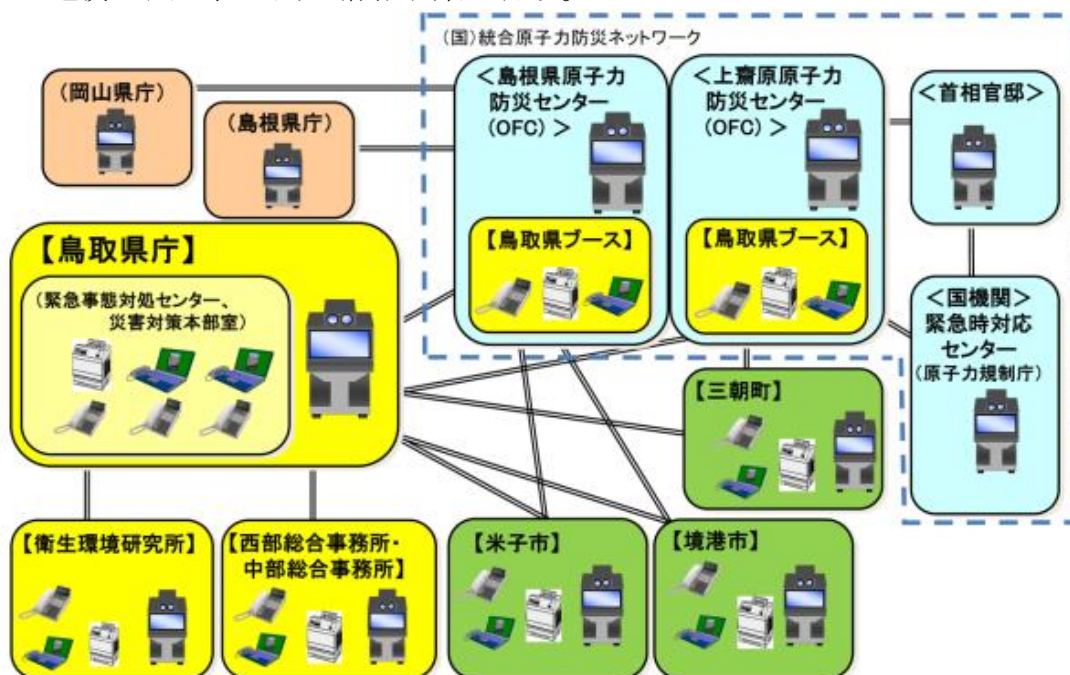 (国)統合原子力防災ネットワーク
(岡山県庁)
(島根県庁)
<島根県原子力
防災センター
(OFC) >
<上齋原原子力
防災センター
(OFC) >
<首相官邸>
【鳥取県ブース】
【鳥取県ブース】
【鳥取県庁】
(緊急事態対処センター、
災害対策本部室)
<国機関>
緊急時対応
センター
(原子力規制庁)
【三朝町】
【衛生環境研究所】
【西部総合事務所・
中部総合事務所】
【米子市】
【境港市】